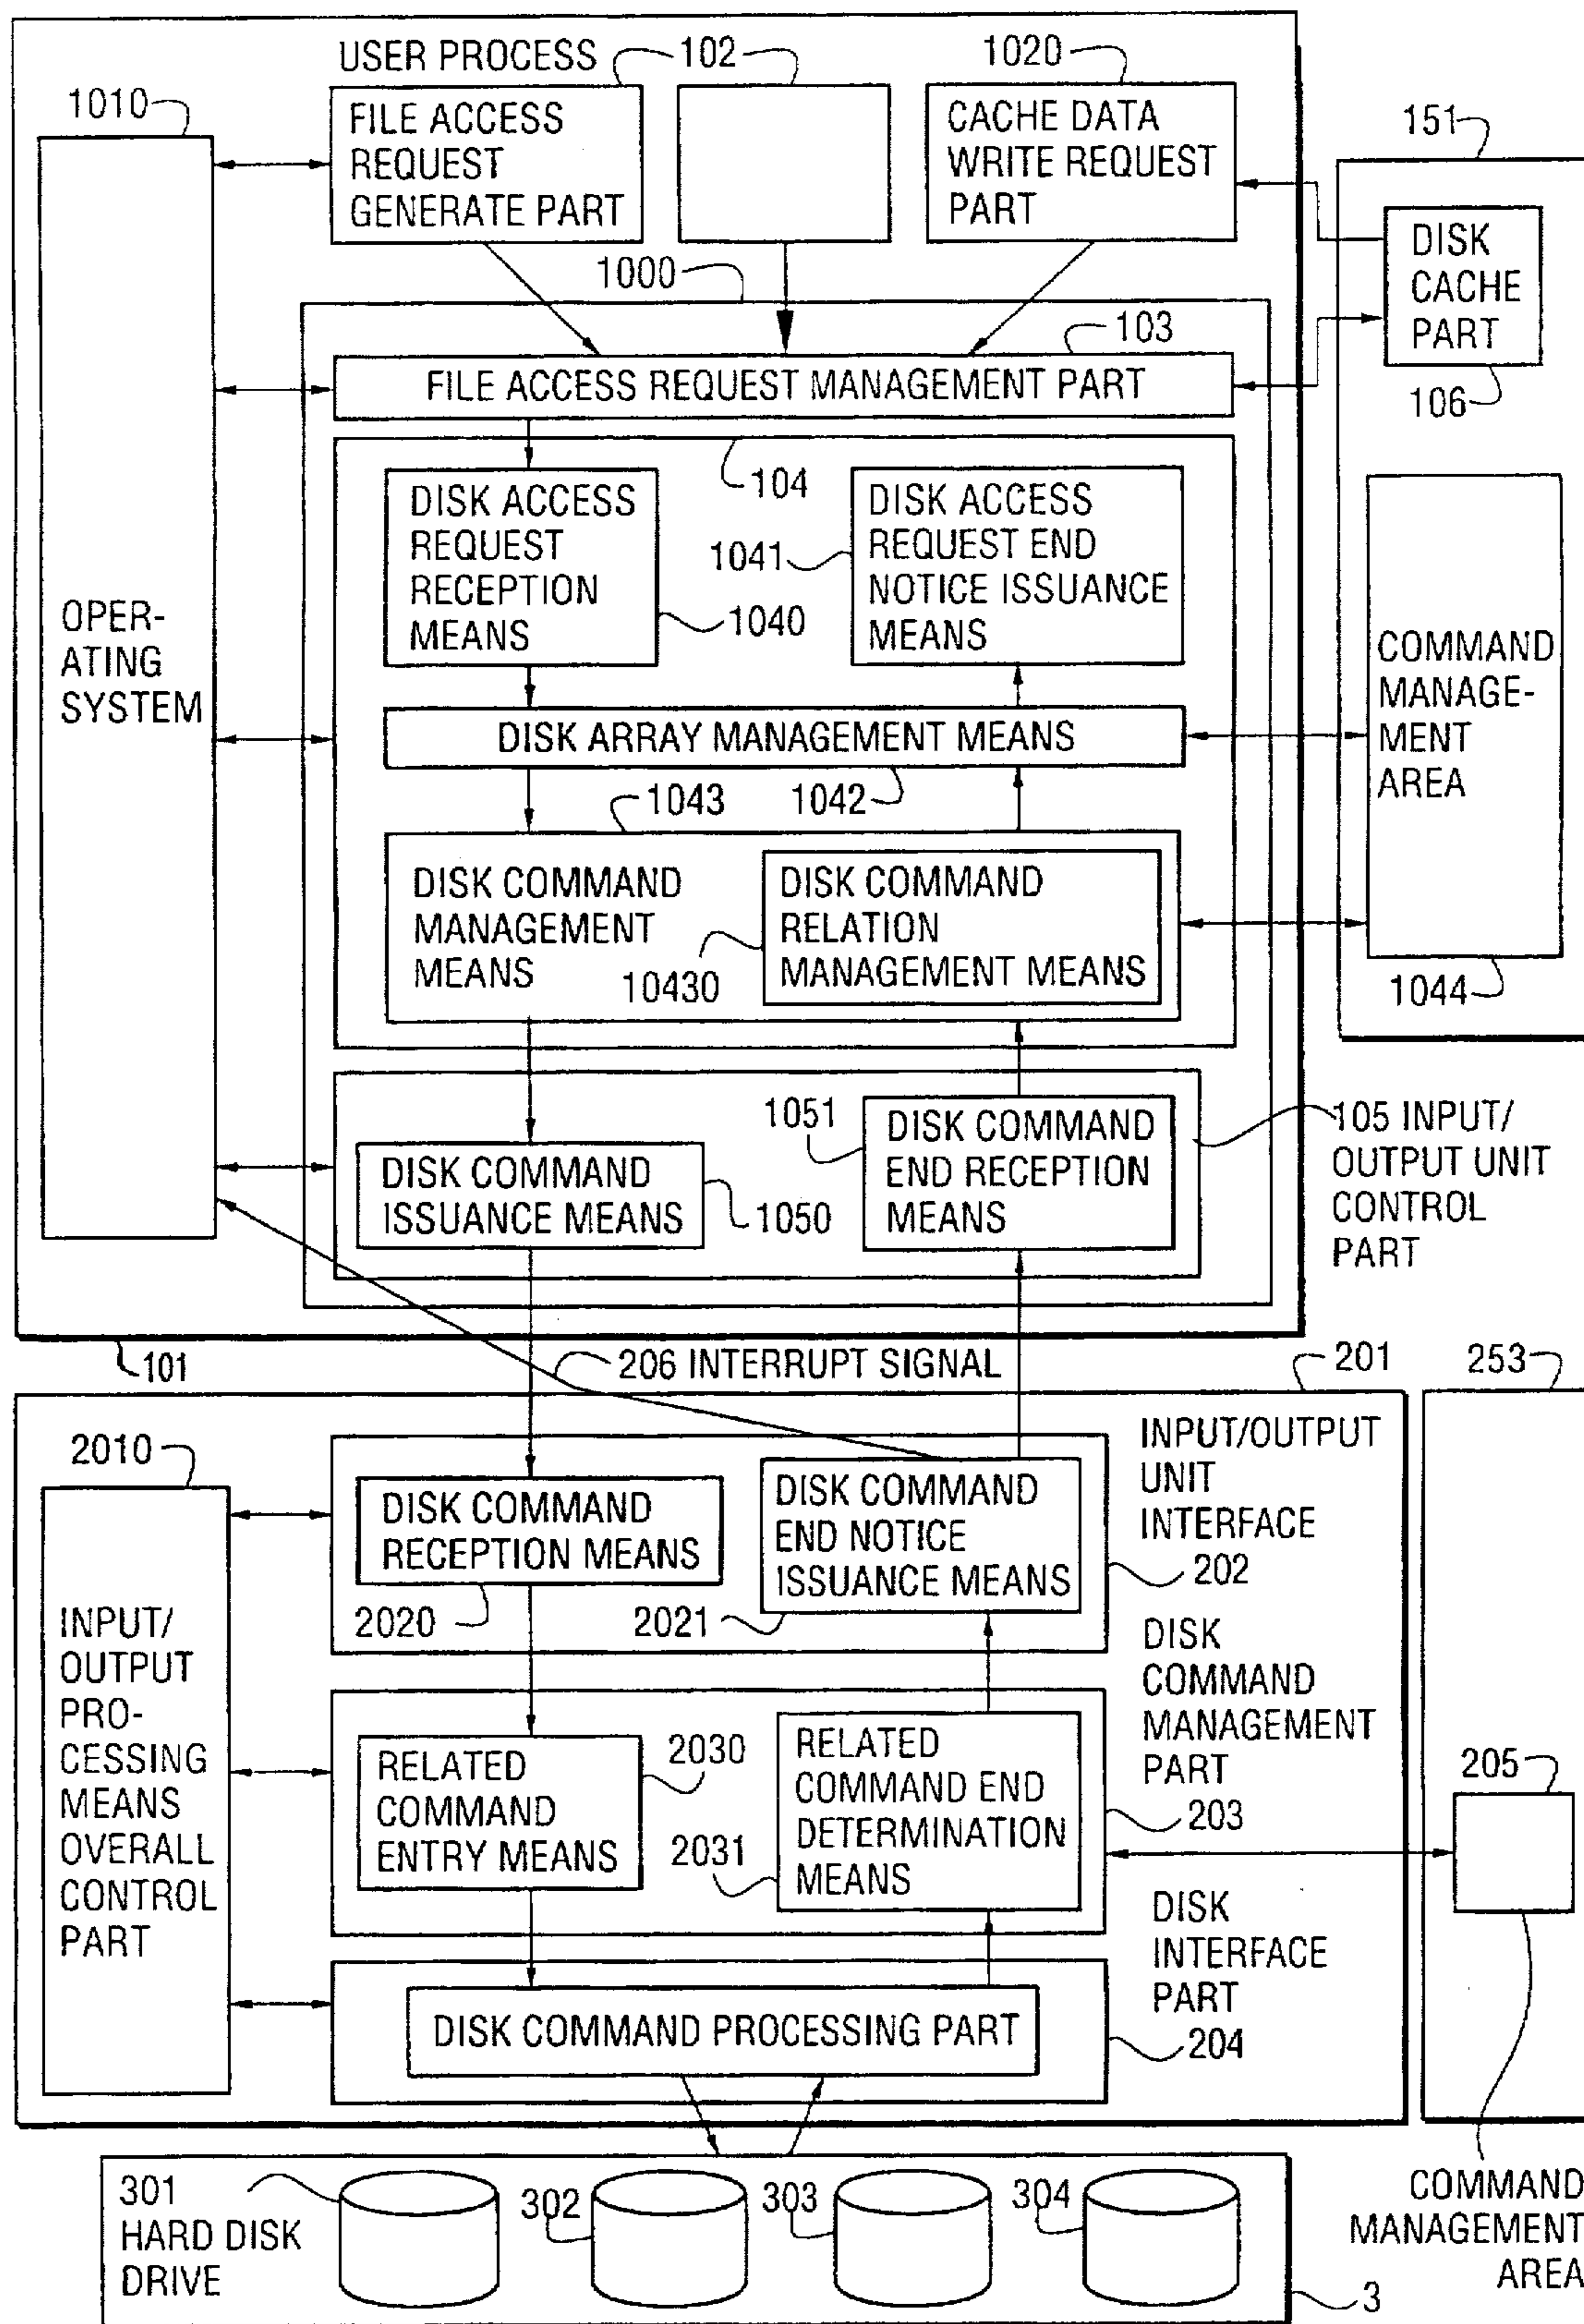 USER PROCESS
102
1020
1010
FILE ACCESS
REQUEST
GENERATE PART
CACHE DATA
WRITE REQUEST
PART
151
DISK
CACHE
PART
106
1000
103
FILE ACCESS REQUEST MANAGEMENT PART
104
DISK ACCESS
REQUEST
RECEPTION
MEANS
1040
1041
DISK ACCESS
REQUEST END
NOTICE ISSUANCE
MEANS
OPER-
ATING
SYSTEM
COMMAND
MANAGE-
MENT
AREA
1044
DISK ARRAY MANAGEMENT MEANS
1043
1042
DISK COMMAND
MANAGEMENT
MEANS
10430
DISK COMMAND
RELATION
MANAGEMENT MEANS
1051
DISK COMMAND
END RECEPTION
MEANS
105 INPUT/
OUTPUT UNIT
CONTROL
PART
DISK COMMAND
ISSUANCE MEANS
1050
101
206 INTERRUPT SIGNAL
201
253
2010
INPUT/OUTPUT
UNIT
INTERFACE
202
DISK COMMAND
RECEPTION MEANS
2020
DISK COMMAND
END NOTICE
ISSUANCE MEANS
2021
INPUT/
OUTPUT
PRO-
CESSING
MEANS
OVERALL
CONTROL
PART
DISK
COMMAND
MANAGEMENT
PART
203
RELATED
COMMAND
ENTRY MEANS
2030
2031
RELATED
COMMAND END
DETERMINATION
MEANS
205
DISK
INTERFACE
PART
204
DISK COMMAND PROCESSING PART
301
HARD DISK
DRIVE
302
303
304
3
COMMAND
MANAGEMENT
AREA